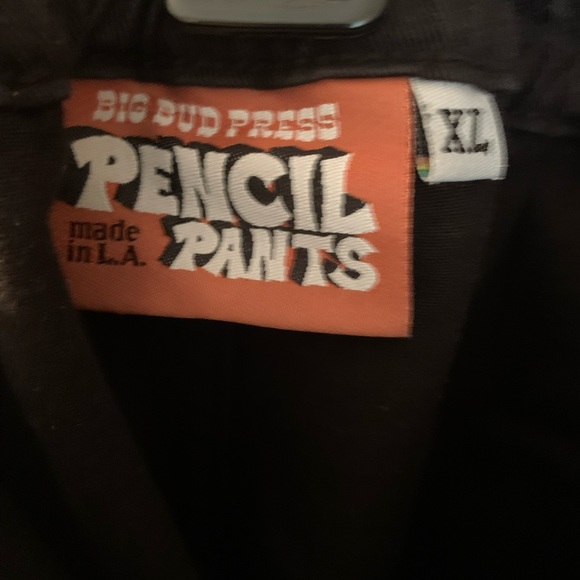 BIG BUD PRESS
PENCIL
PANTS
made
in L.A.
XL